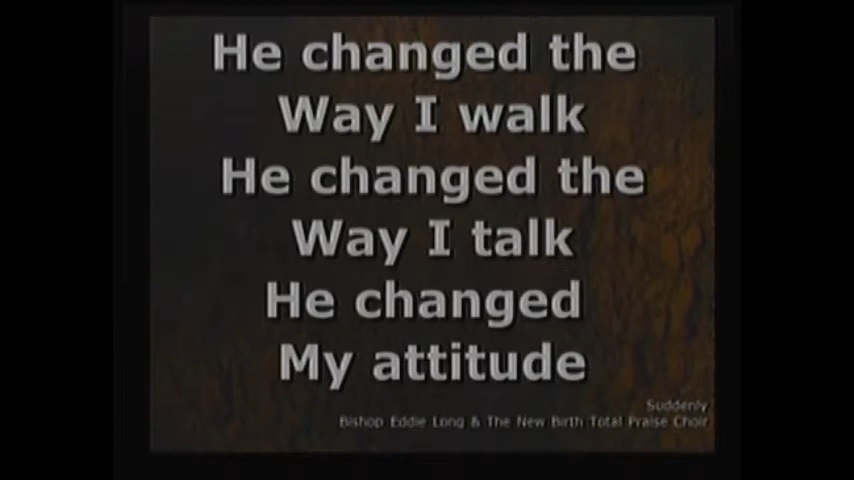 He changed the
Way I walk
He changed the
Way I talk
He changed
My attitude
Suddenly
Bishop Eddie Long & The New Birth Total Praise Choir